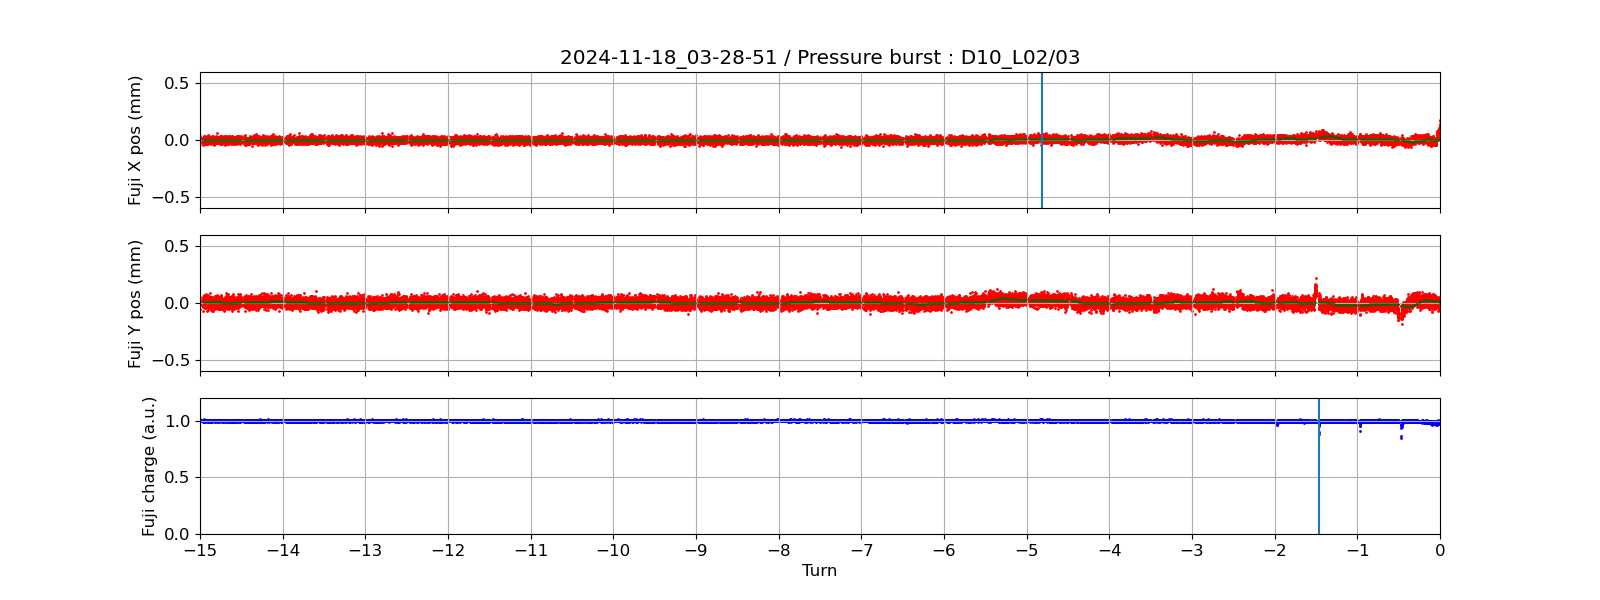 2024-11-18_03-28-51 / Pressure burst : D10_L02/03
Fuji X pos (mm)
0.5
0.0
−0.5
Fuji Y pos (mm)
0.5
0.0
−0.5
Fuji charge (a.u.)
1.0
0.5
0.0
−15 −14 −13 −12 −11 −10 −9 −8 −7 −6 −5 −4 −3 −2 −1 0
Turn